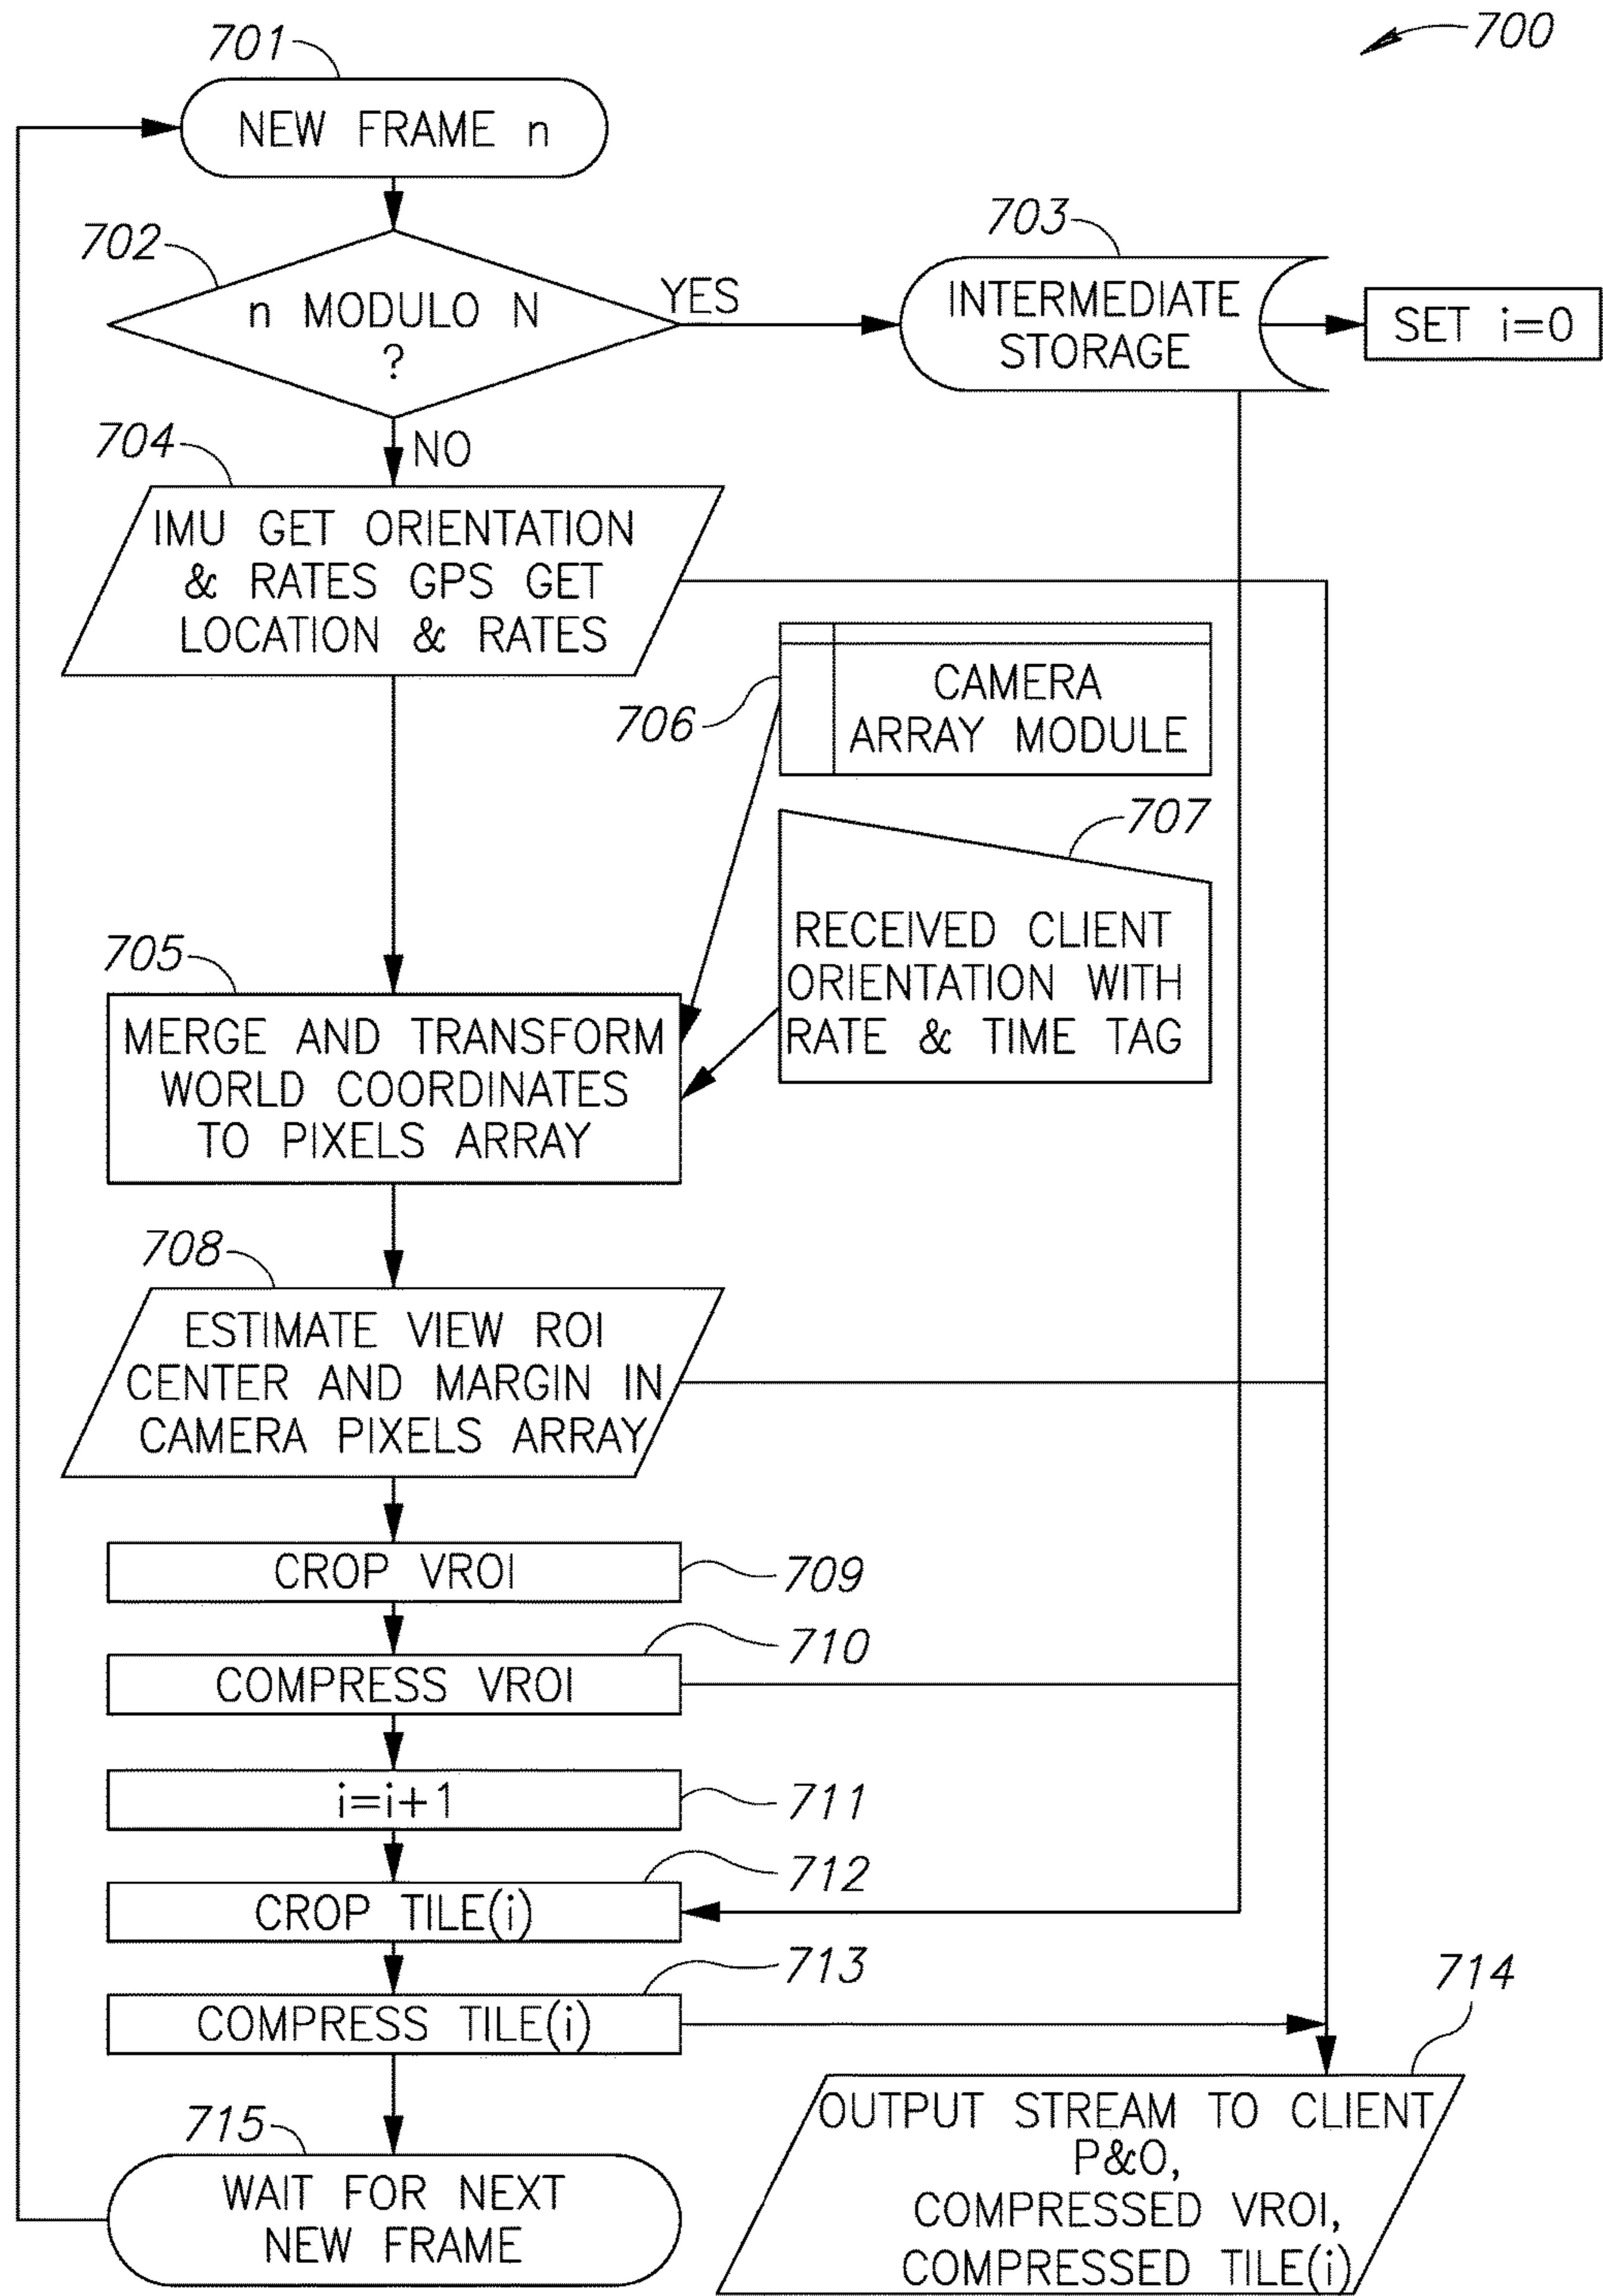 700
701
NEW FRAME n
702
n MODULO N
?
YES
703
INTERMEDIATE
STORAGE
SET i=0
NO
704
IMU GET ORIENTATION
& RATES GPS GET
LOCATION & RATES
706
CAMERA
ARRAY MODULE
707
RECEIVED CLIENT
ORIENTATION WITH
RATE & TIME TAG
705
MERGE AND TRANSFORM
WORLD COORDINATES
TO PIXELS ARRAY
708
ESTIMATE VIEW ROI
CENTER AND MARGIN IN
CAMERA PIXELS ARRAY
CROP VROI
709
710
COMPRESS VROI
i=i+1
711
712
CROP TILE(i)
713
COMPRESS TILE(i)
714
OUTPUT STREAM TO CLIENT
P&O,
COMPRESSED VROI,
COMPRESSED TILE(i)
715
WAIT FOR NEXT
NEW FRAME